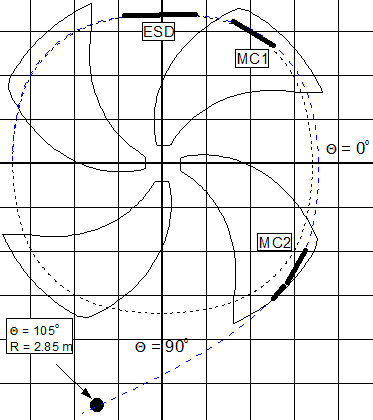 ESD
MC1
Θ = 0°
MC2
Θ = 105°
R = 2.85 m
Θ = 90°